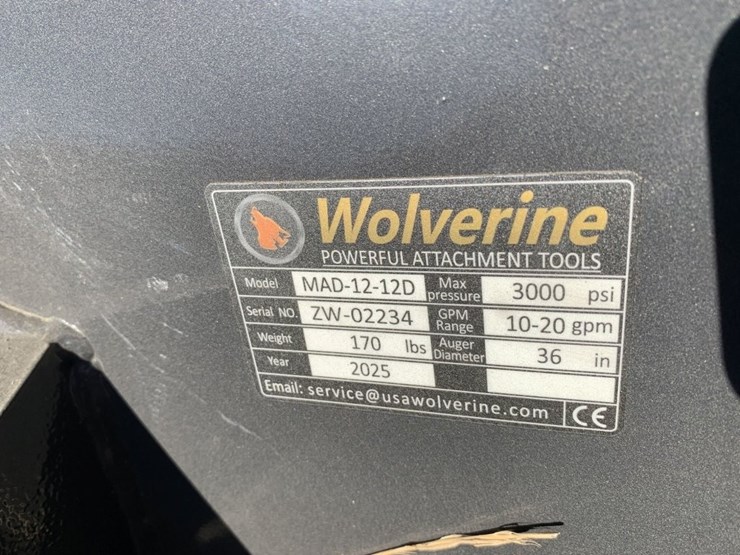 Wolverine
POWERFUL ATTACHMENT TOOLS
Model MAD-12-12D Max pressure 3000 psi
Serial NO. ZW-02234 GPM Range 10-20 gpm
Weight 170 lbs Auger Diameter 36 in
Year 2025
Email: service@usawolverine.com CE